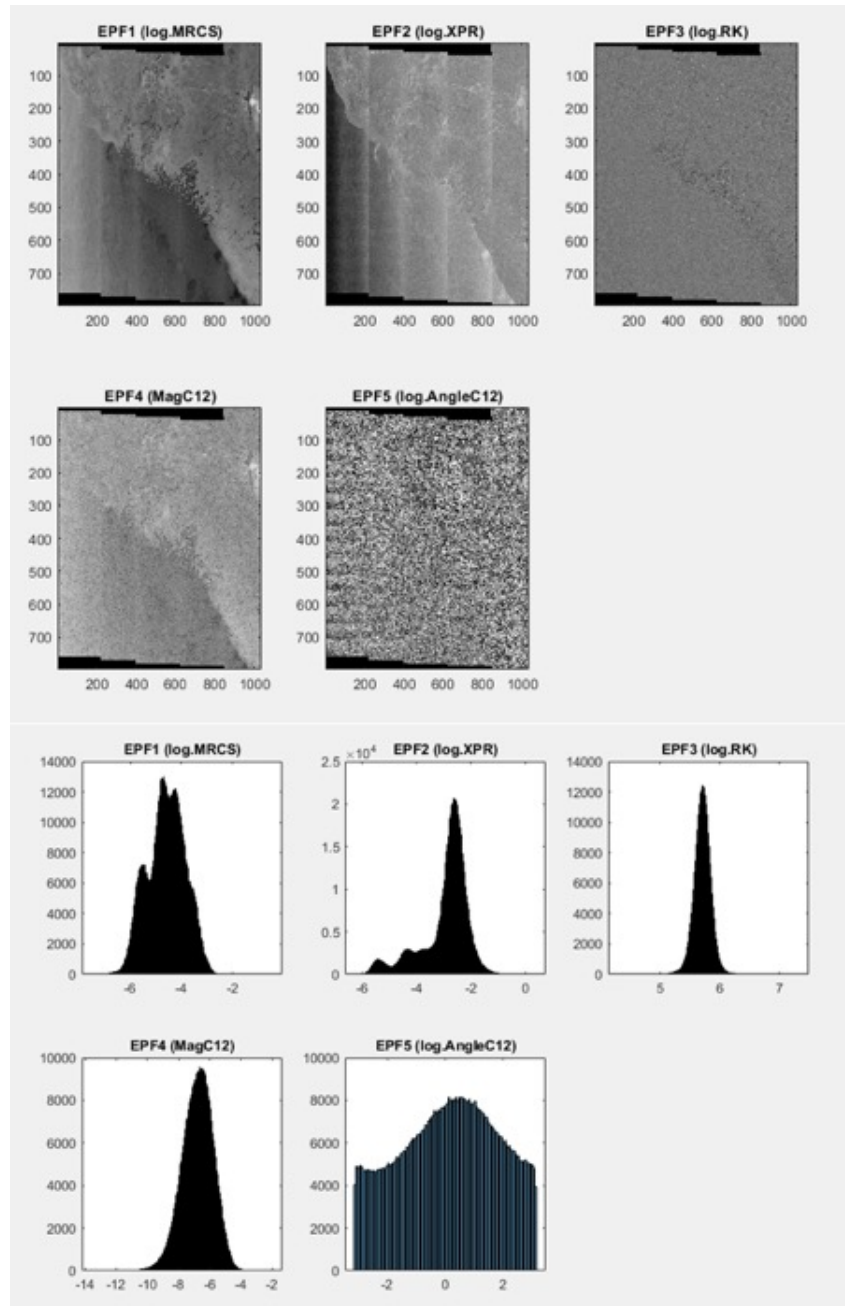 EPF1 (log.MRCS) EPF2 (log.XPR) EPF3 (log.RK)
100 100 100
200 200 200
300 300 300
400 400 400
500 500 500
600 600 600
700 700 700
200 400 600 800 1000 200 400 600 800 1000 200 400 600 800 1000
EPF4 (MagC12) EPF5 (log.AngleC12)
100 100
200 200
300 300
400 400
500 500
600 600
700 700
200 400 600 800 1000 200 400 600 800 1000
EPF1 (log.MRCS) EPF2 (log.XPR) EPF3 (log.RK)
×10⁴
14000 2.5 14000
12000 2 12000
10000 10000
8000 1.5 8000
6000 1 6000
4000 4000
2000 0.5 2000
0 0 0
-6 -4 -2 -6 -4 -2 0 5 6 7
EPF4 (MagC12) EPF5 (log.AngleC12)
10000 10000
8000 8000
6000 6000
4000 4000
2000 2000
0 0
-14 -12 -10 -8 -6 -4 -2 -2 0 2